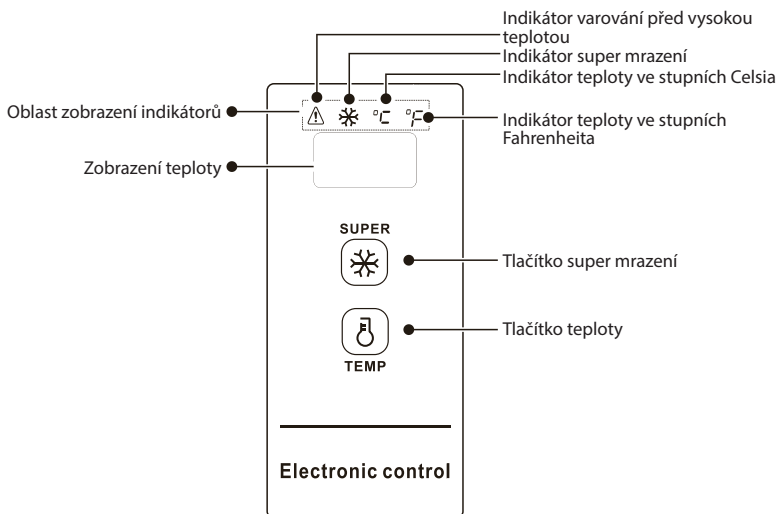 Indikátor varování před vysokou
teplotou
Indikátor super mrazení
Indikátor teploty ve stupních Celsia
Oblast zobrazení indikátorů
°C °F
Indikátor teploty ve stupních
Fahrenheita
Zobrazení teploty
SUPER
Tlačítko super mrazení
Tlačítko teploty
TEMP
Electronic control